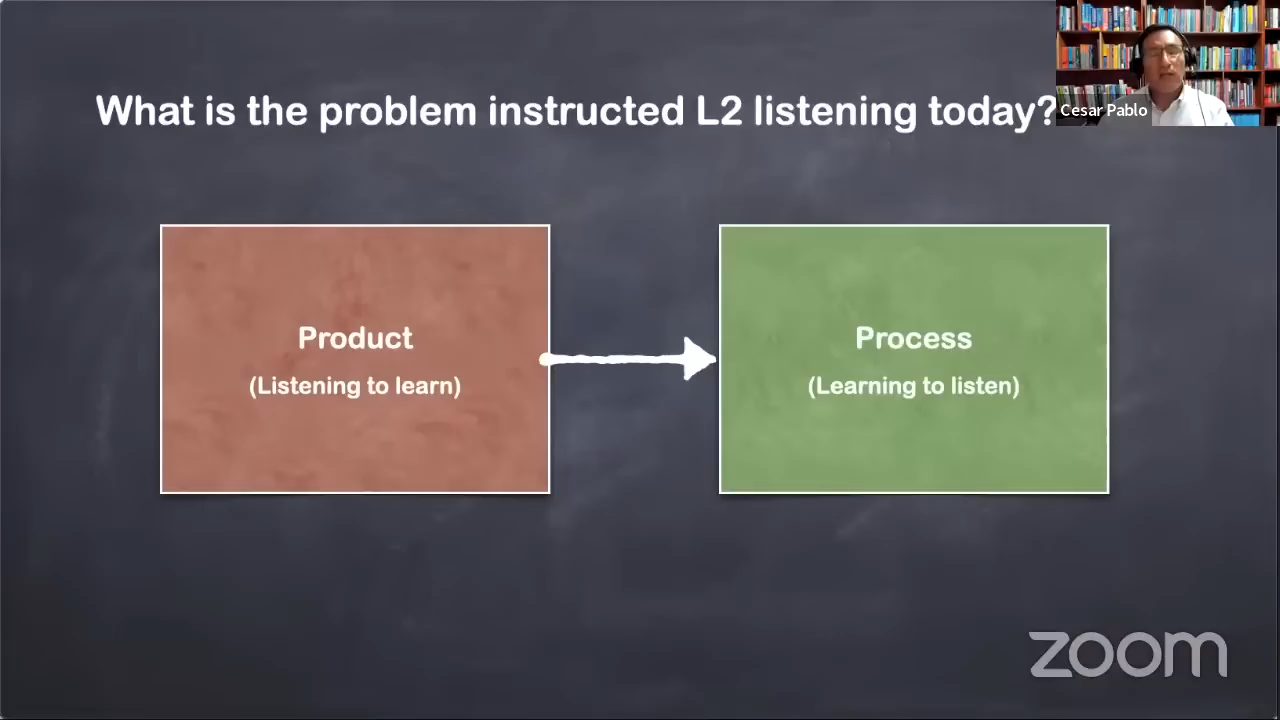 What is the problem instructed L2 listening today?
Cesar Pablo
Product
(Listening to learn)
Process
(Learning to listen)
zoom